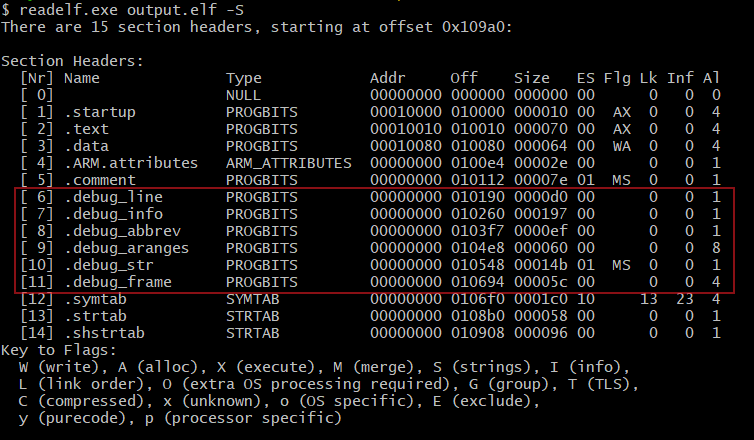 $ readelf.exe output.elf -S
There are 15 section headers, starting at offset 0x109a0:

Section Headers:
  [Nr] Name              Type            Addr     Off    Size   ES Flg Lk Inf Al
  [ 0]                   NULL            00000000 000000 000000 00      0   0  0
  [ 1] .startup          PROGBITS        00010000 010000 000010 00  AX  0   0  4
  [ 2] .text             PROGBITS        00010010 010010 000070 00  AX  0   0  4
  [ 3] .data             PROGBITS        00010080 010080 000064 00  WA  0   0  4
  [ 4] .ARM.attributes   ARM_ATTRIBUTES  00000000 0100e4 00002e 00      0   0  1
  [ 5] .comment          PROGBITS        00000000 010112 00007e 01  MS  0   0  1
  [ 6] .debug_line       PROGBITS        00000000 010190 0000d0 00      0   0  1
  [ 7] .debug_info       PROGBITS        00000000 010260 000197 00      0   0  1
  [ 8] .debug_abbrev     PROGBITS        00000000 0103f7 0000ef 00      0   0  1
  [ 9] .debug_aranges    PROGBITS        00000000 0104e8 000060 00      0   0  8
  [10] .debug_str        PROGBITS        00000000 010548 00014b 01  MS  0   0  1
  [11] .debug_frame      PROGBITS        00000000 010694 00005c 00      0   0  4
  [12] .symtab           SYMTAB          00000000 0106f0 0001c0 10     13  23  4
  [13] .strtab           STRTAB          00000000 0108b0 000058 00      0   0  1
  [14] .shstrtab         STRTAB          00000000 010908 000096 00      0   0  1
Key to Flags:
  W (write), A (alloc), X (execute), M (merge), S (strings), I (info),
  L (link order), O (extra OS processing required), G (group), T (TLS),
  C (compressed), x (unknown), o (OS specific), E (exclude),
  y (purecode), p (processor specific)